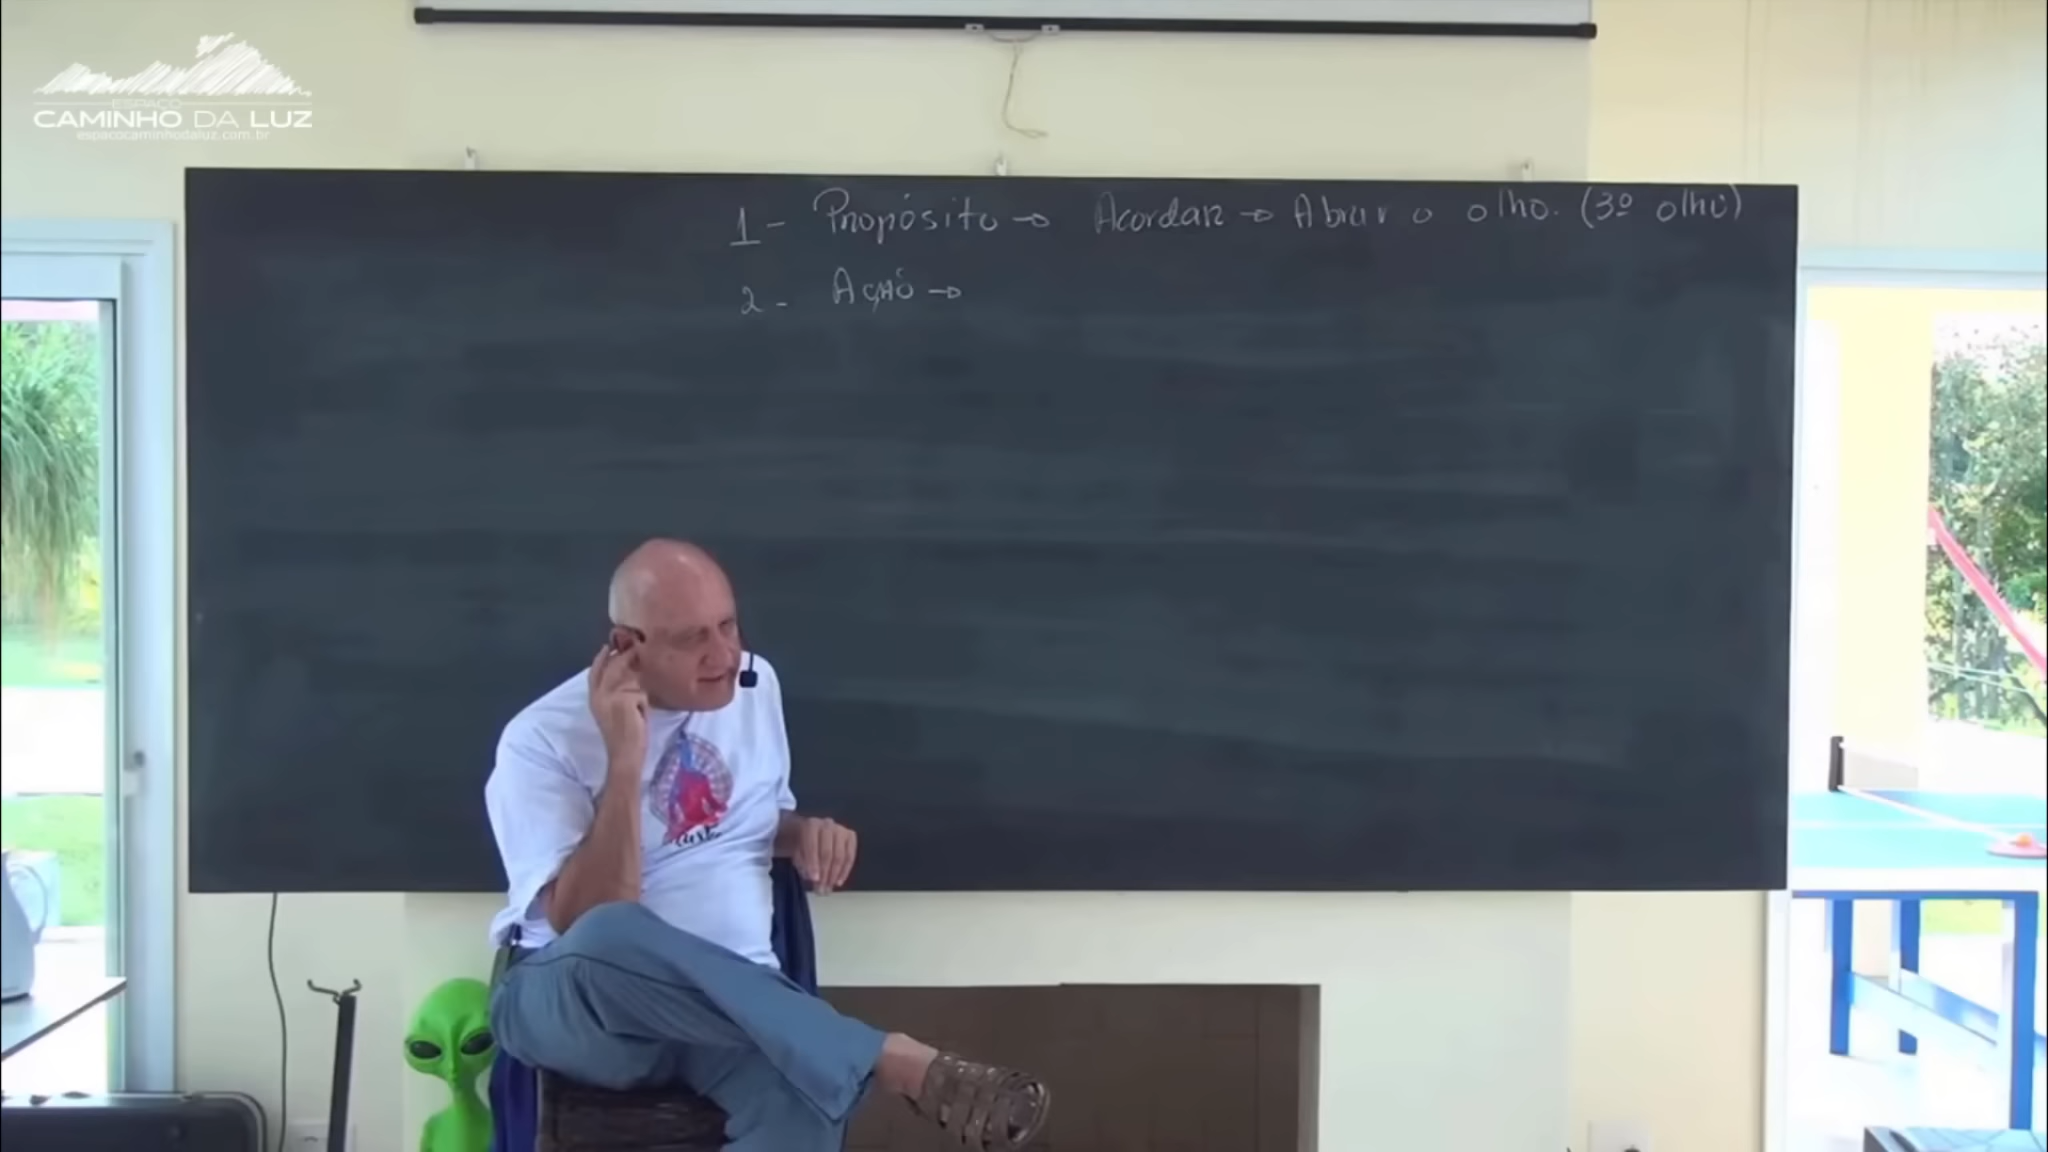 ESPAÇO
CAMINHO DA LUZ
espacocaminhodaluz.com.br
1 - Propósito → Acordar → Abrir o olho. (3º olho)
2 - Ação →